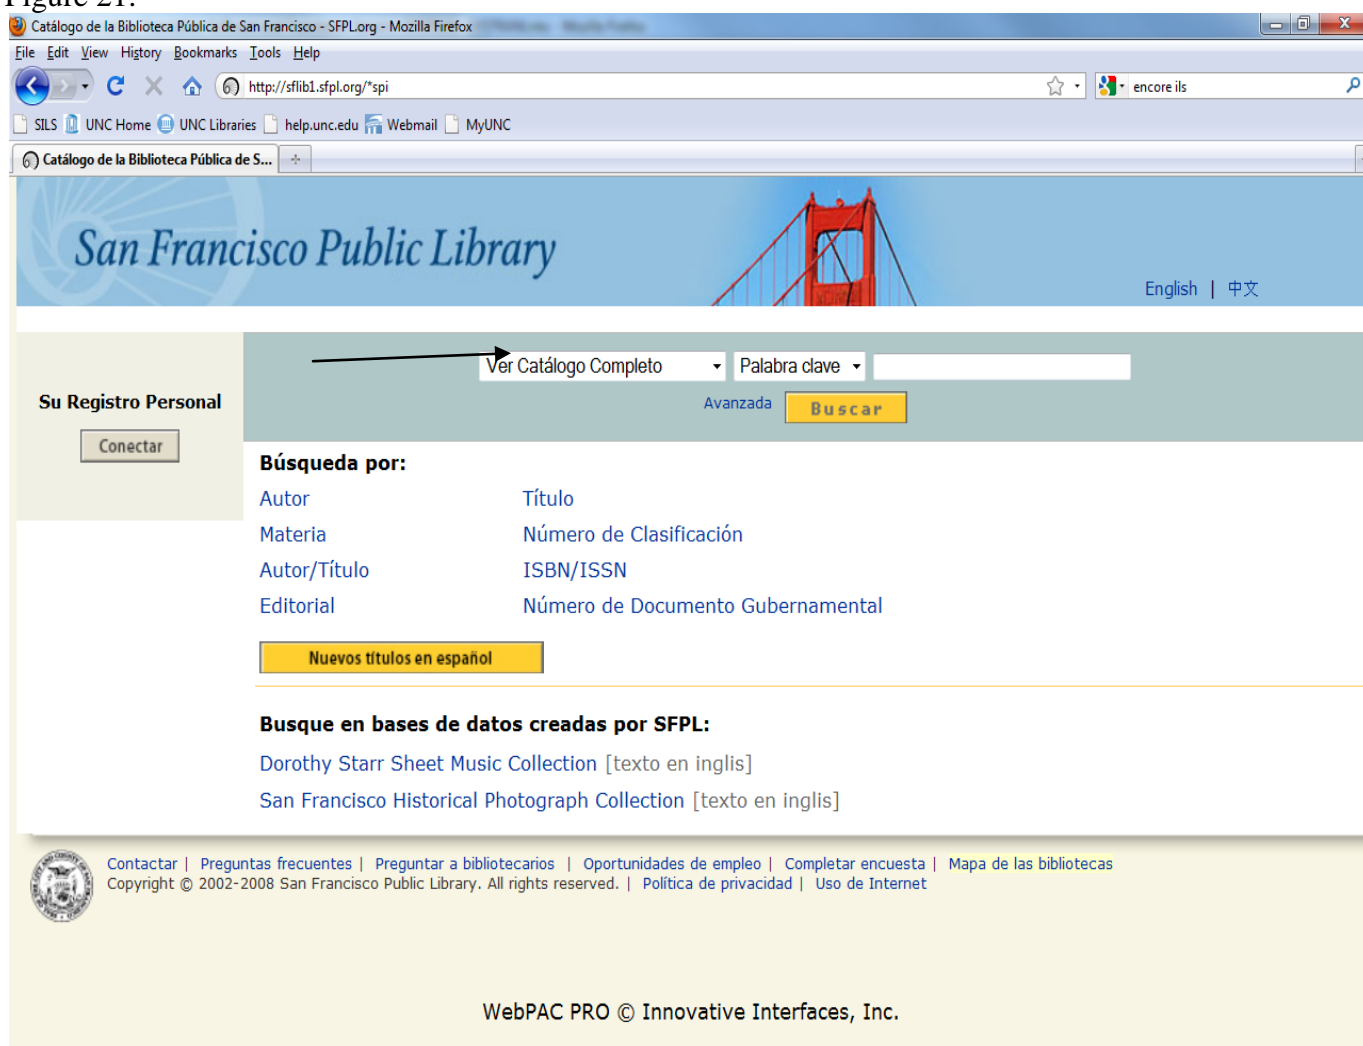 Figure 21:
Catálogo de la Biblioteca Pública de San Francisco - SFPL.org - Mozilla Firefox
File Edit View History Bookmarks Tools Help
http://sflib1.sfpl.org/*spi encore ils
SILS UNC Home UNC Libraries help.unc.edu Webmail MyUNC
Catálogo de la Biblioteca Pública de S...
San Francisco Public Library
English | 中文
Ver Catálogo Completo Palabra clave
Avanzada Buscar
Su Registro Personal
Conectar
Búsqueda por:
Autor Título
Materia Número de Clasificación
Autor/Título ISBN/ISSN
Editorial Número de Documento Gubernamental
Nuevos títulos en español
Busque en bases de datos creadas por SFPL:
Dorothy Starr Sheet Music Collection [texto en inglis]
San Francisco Historical Photograph Collection [texto en inglis]
Contactar | Preguntas frecuentes | Preguntar a bibliotecarios | Oportunidades de empleo | Completar encuesta | Mapa de las bibliotecas
Copyright © 2002-2008 San Francisco Public Library. All rights reserved. | Política de privacidad | Uso de Internet
WebPAC PRO © Innovative Interfaces, Inc.